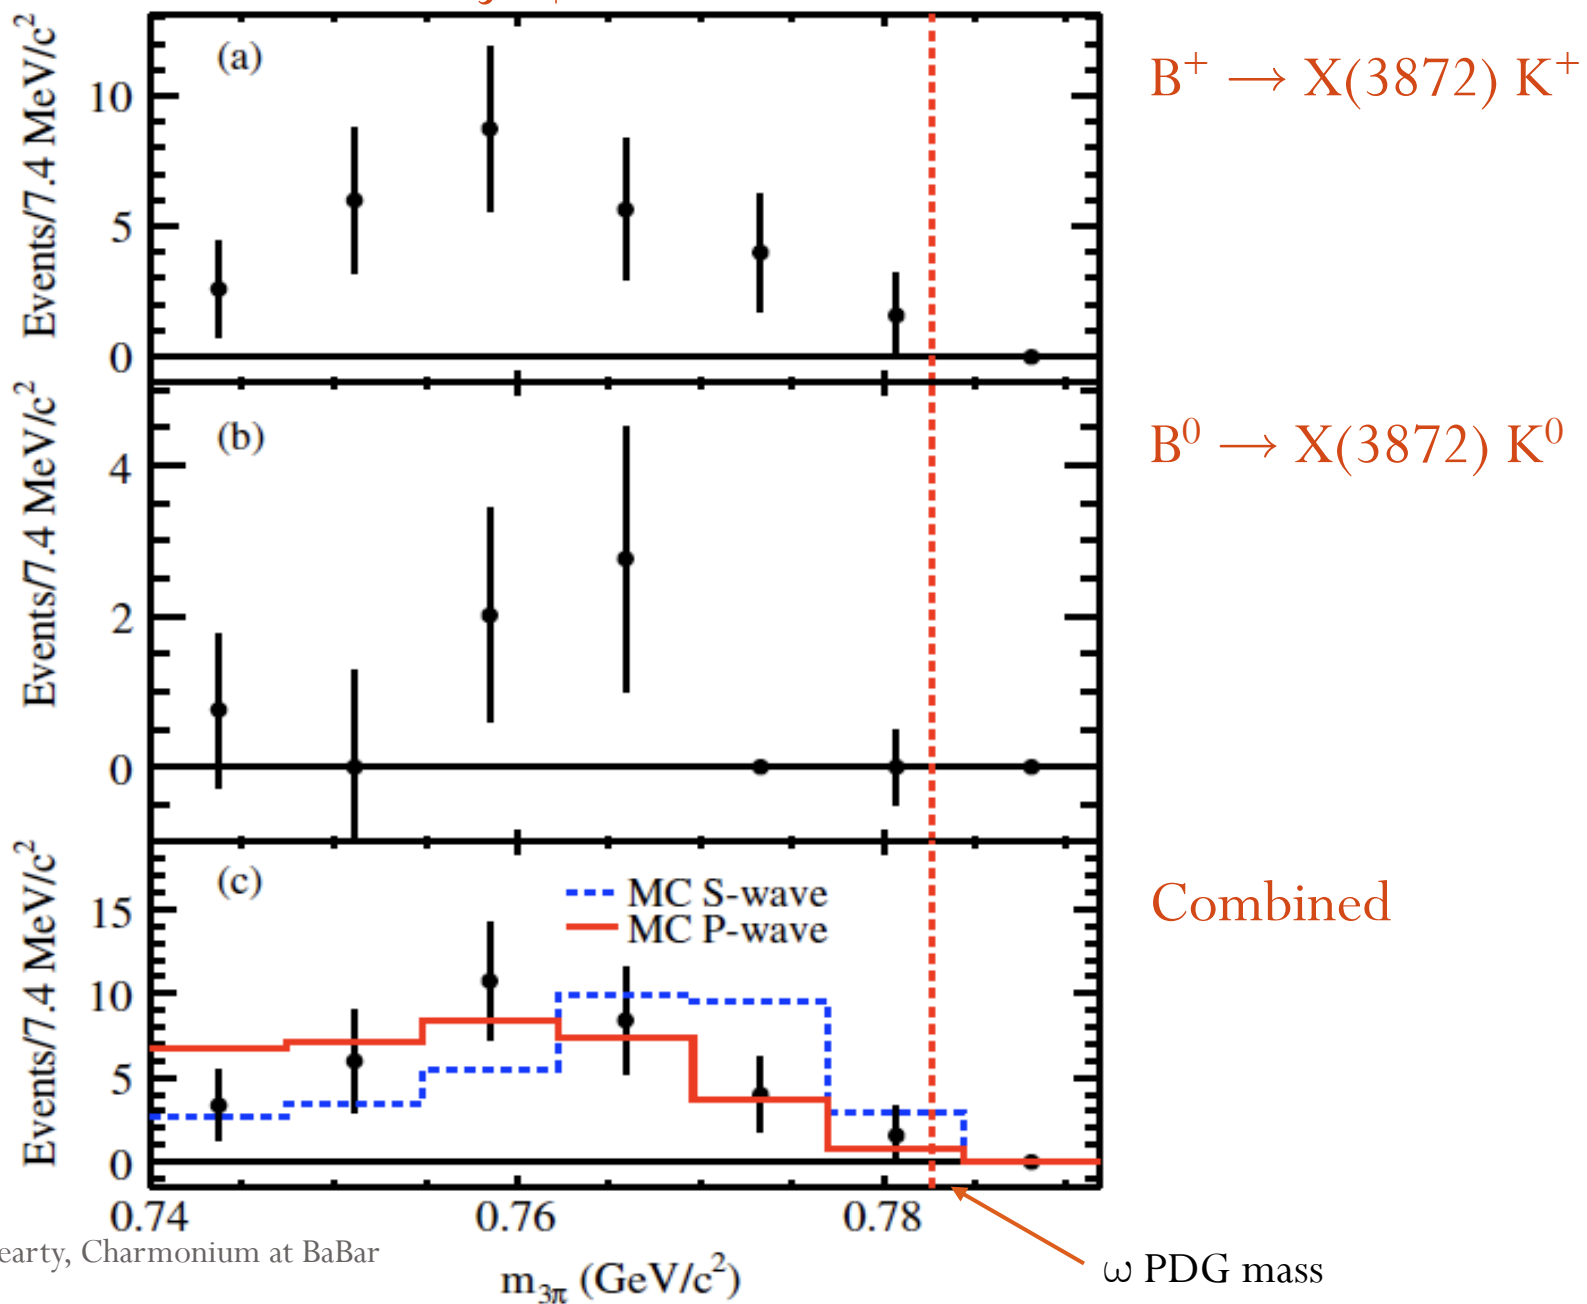 (a)
B⁺ → X(3872) K⁺
Events/7.4 MeV/c²
10
5
0
(b)
B⁰ → X(3872) K⁰
Events/7.4 MeV/c²
4
2
0
(c)
MC S-wave
MC P-wave
Combined
Events/7.4 MeV/c²
15
10
5
0
0.74 0.76 0.78
earty, Charmonium at BaBar
m₃π (GeV/c²)
ω PDG mass